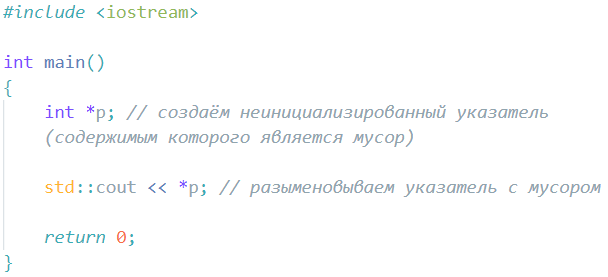 #include <iostream>
int main()
{
int *p; // создаём неинициализированный указатель
(содержимым которого является мусор)
std::cout << *p; // разыменовываем указатель с мусором
return 0;
}